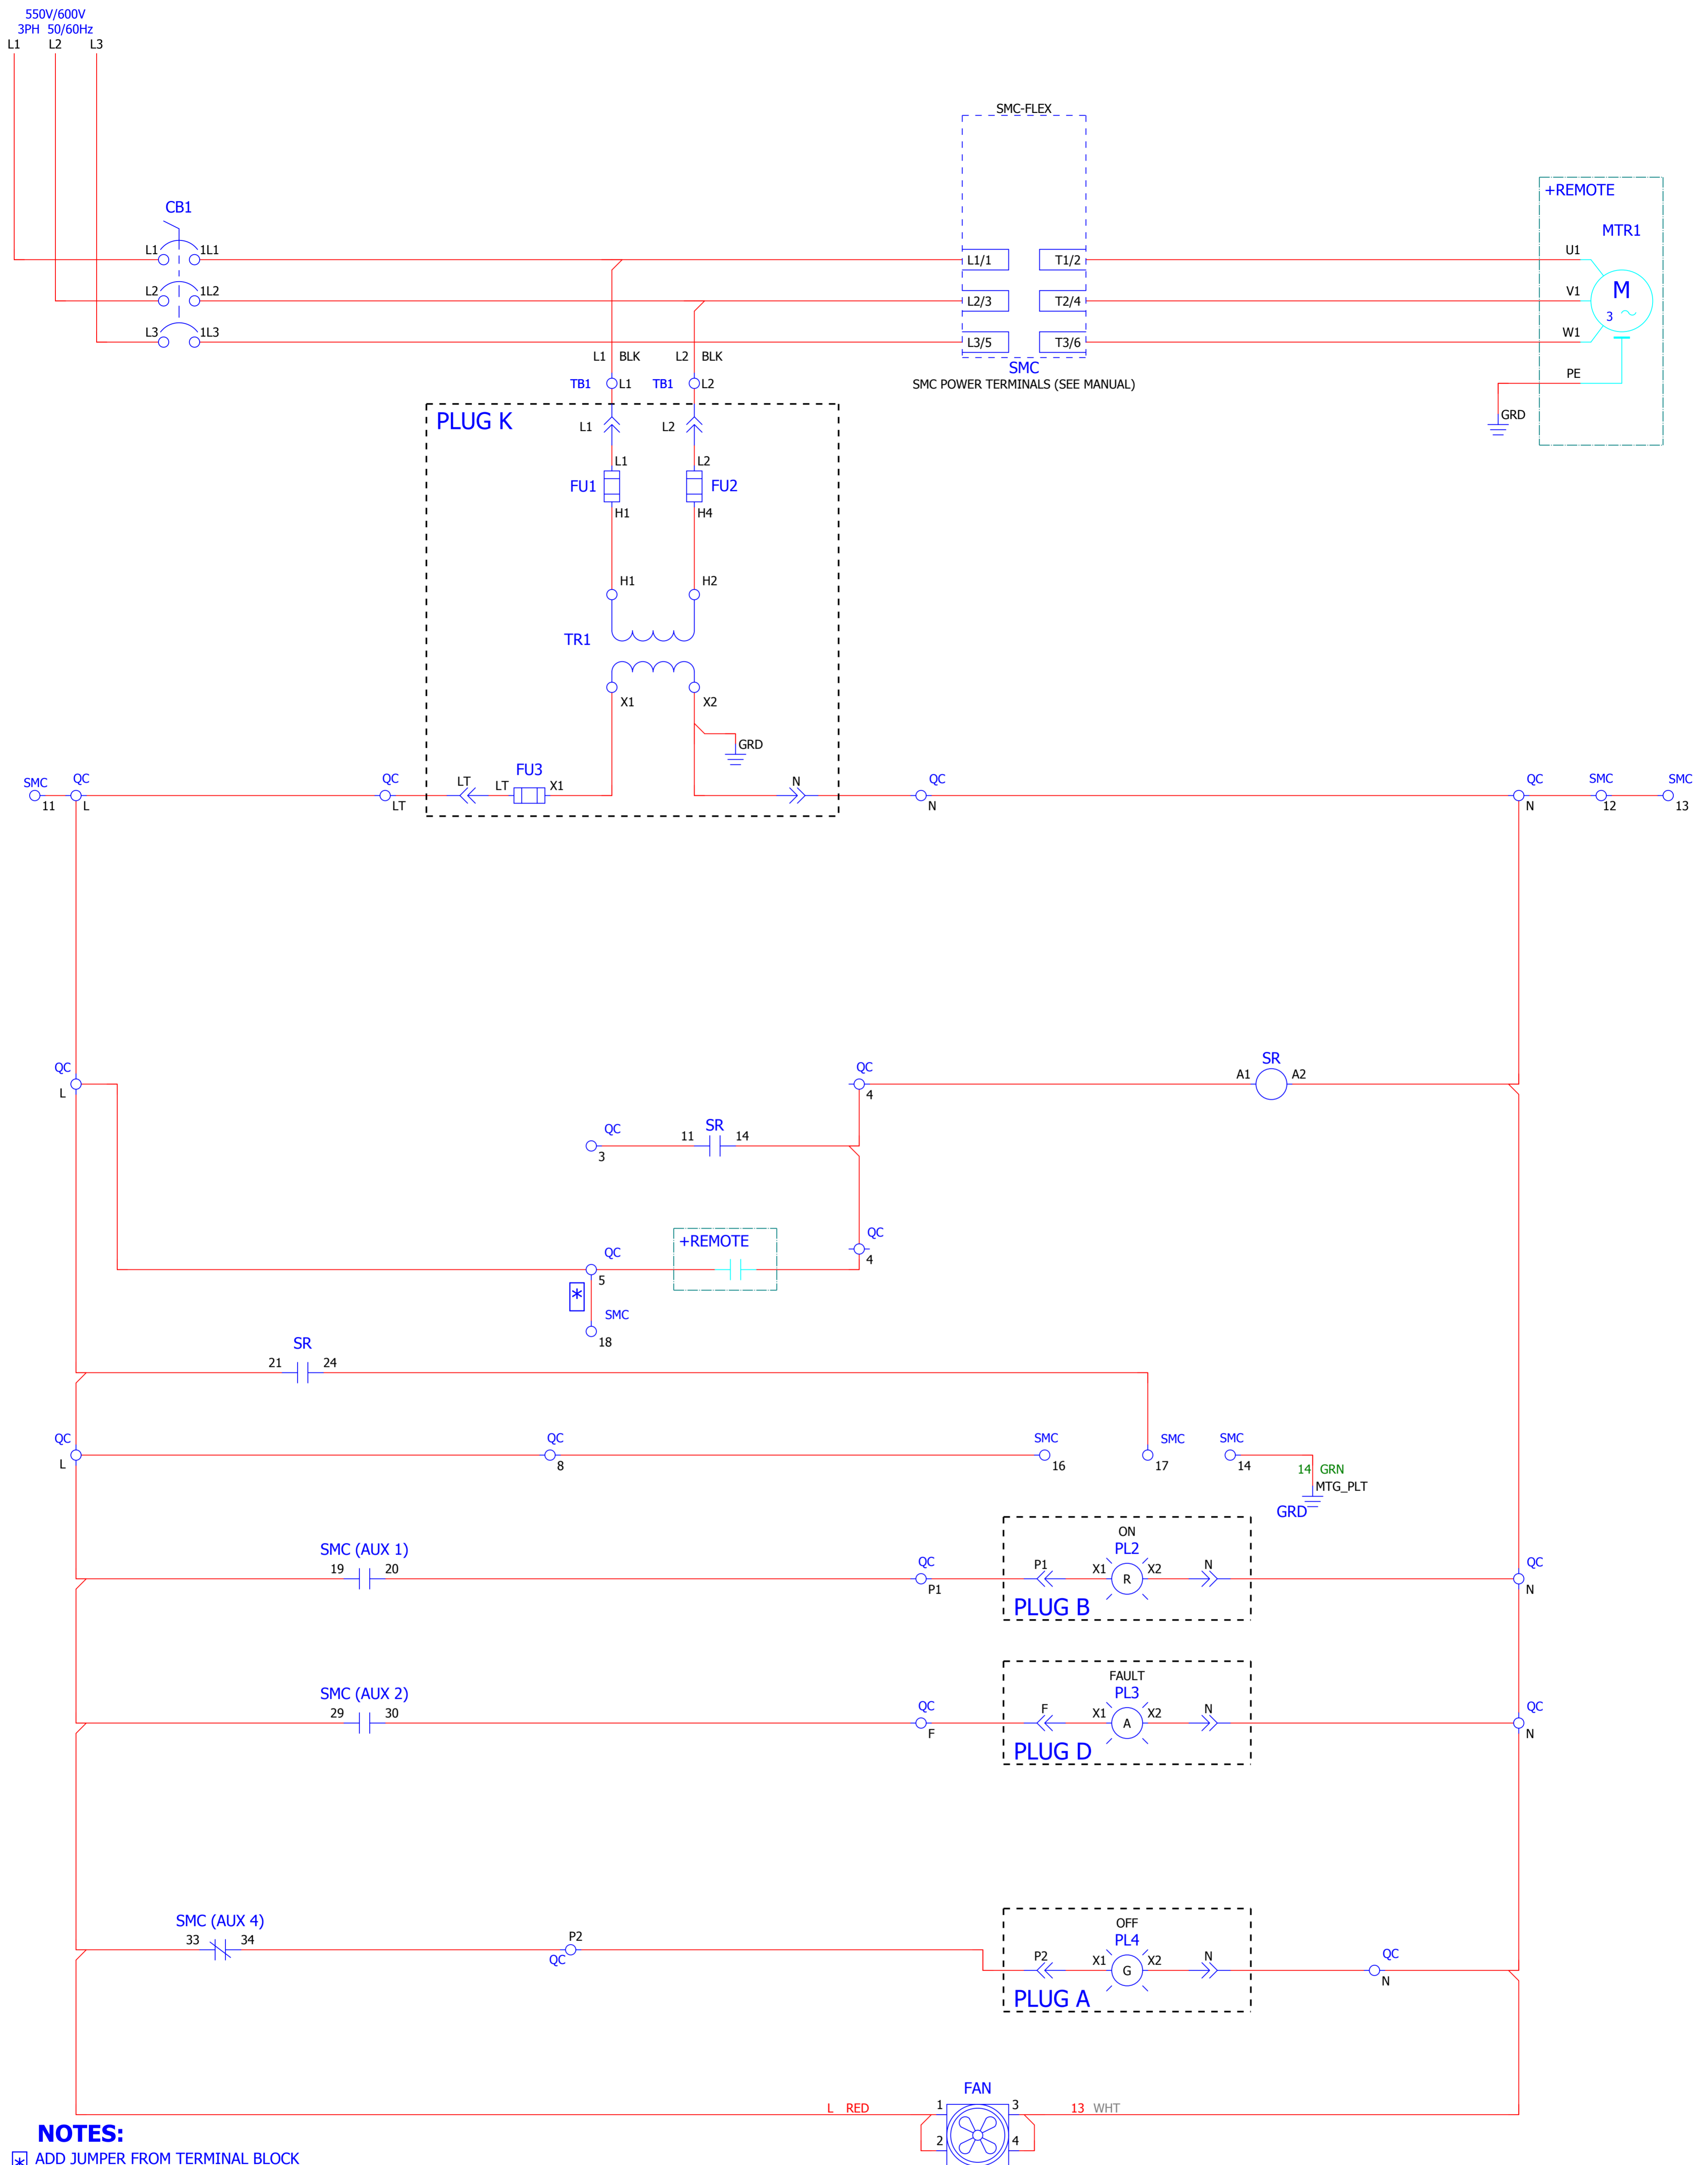 550V/600V
3PH 50/60Hz
L1 L2 L3
SMC-FLEX
+REMOTE
CB1
MTR1
L1 1L1
L1/1 T1/2
U1
L2 1L2
L2/3 T2/4
V1
M
3
L3 1L3
L3/5 T3/6
W1
L1 BLK L2 BLK
SMC
SMC POWER TERMINALS (SEE MANUAL)
PE
TB1 L1 TB1 L2
GRD
PLUG K
L1 L2
L1 L2
FU1 FU2
H1 H4
H1 H2
TR1
X1 X2
GRD
FU3
SMC QC QC LT LT X1 N QC QC SMC SMC
11 L LT N N 12 13
QC QC SR
L 4 A1 A2
QC SR
3 11 14
QC
4
+REMOTE
QC
5
*
SMC
18
SR
21 24
QC QC SMC SMC SMC
L 8 16 17 14
14 GRN
MTG_PLT
GRD
ON
SMC (AUX 1) PL2
19 20 QC P1 X1 R X2 N QC
P1 N
PLUG B
FAULT
SMC (AUX 2) PL3
29 30 QC F X1 A X2 N QC
F N
PLUG D
OFF
SMC (AUX 4) PL4
33 34 P2
QC
P2 X1 G X2 N QC
N
PLUG A
FAN
L RED 1 3 13 WHT
2 4
NOTES:
* ADD JUMPER FROM TERMINAL BLOCK